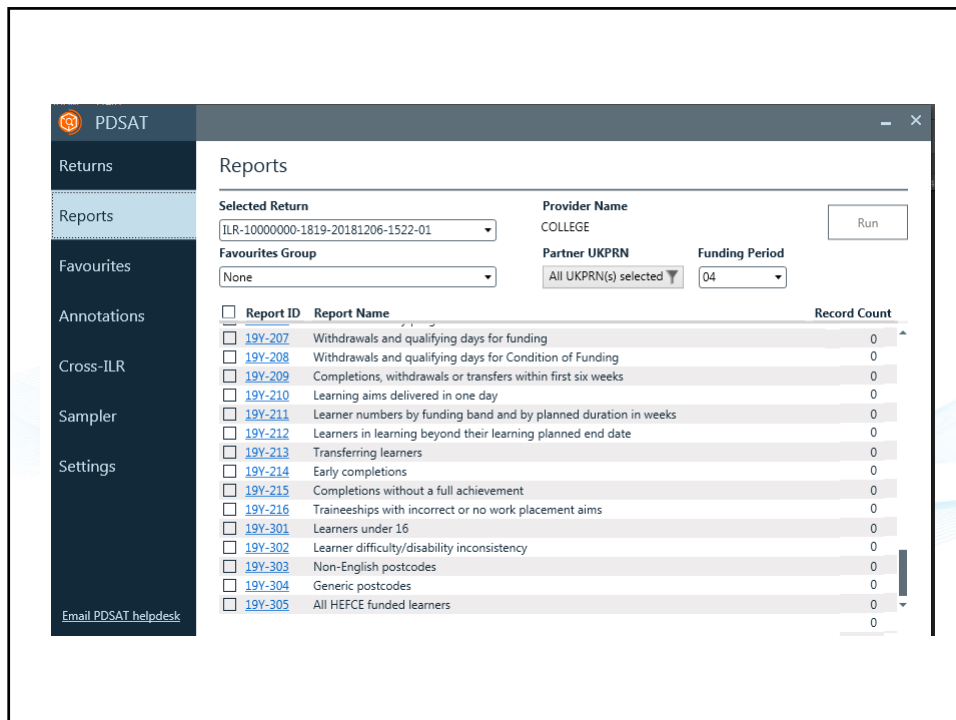 PDSAT
Returns
Reports
Favourites
Annotations
Cross-ILR
Sampler
Settings
Email PDSAT helpdesk
Reports
Selected Return
ILR-10000000-1819-20181206-1522-01
Provider Name
COLLEGE
Run
Favourites Group
None
Partner UKPRN
All UKPRN(s) selected
Funding Period
04
Report ID Report Name Record Count
19Y-207 Withdrawals and qualifying days for funding 0
19Y-208 Withdrawals and qualifying days for Condition of Funding 0
19Y-209 Completions, withdrawals or transfers within first six weeks 0
19Y-210 Learning aims delivered in one day 0
19Y-211 Learner numbers by funding band and by planned duration in weeks 0
19Y-212 Learners in learning beyond their learning planned end date 0
19Y-213 Transferring learners 0
19Y-214 Early completions 0
19Y-215 Completions without a full achievement 0
19Y-216 Traineeships with incorrect or no work placement aims 0
19Y-301 Learners under 16 0
19Y-302 Learner difficulty/disability inconsistency 0
19Y-303 Non-English postcodes 0
19Y-304 Generic postcodes 0
19Y-305 All HEFCE funded learners 0
0